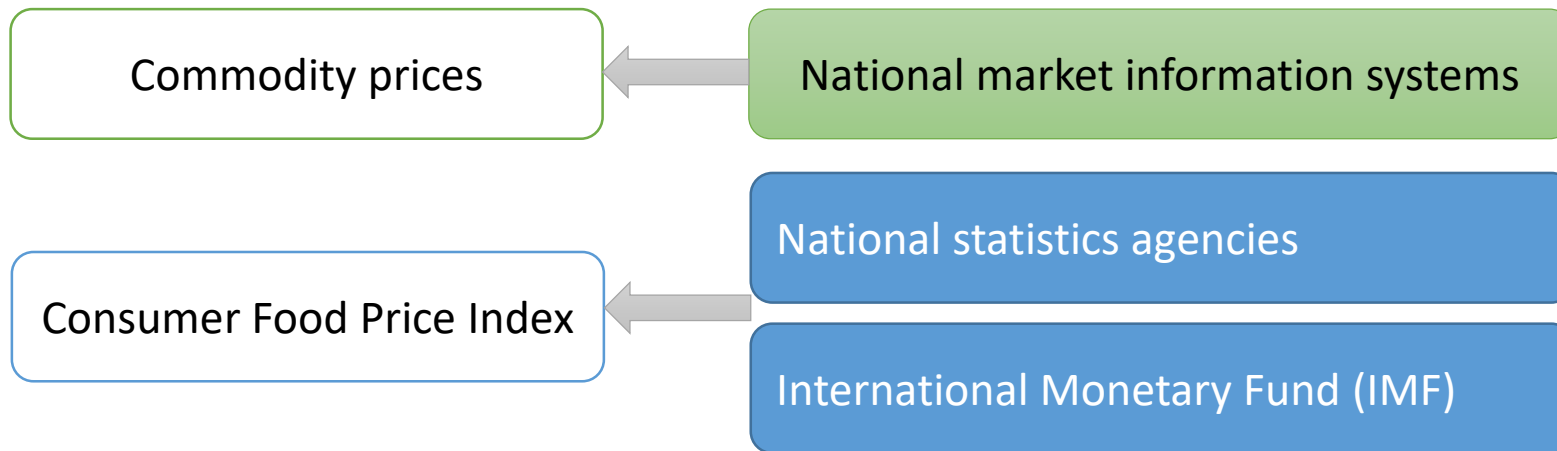 Commodity prices
National market information systems
National statistics agencies
Consumer Food Price Index
International Monetary Fund (IMF)